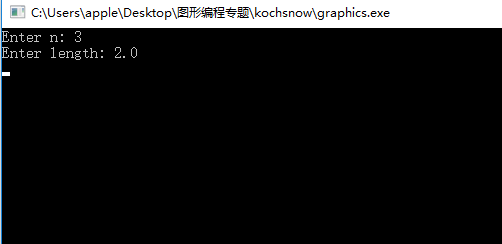 C:\Users\apple\Desktop\图形编程专题\kochsnow\graphics.exe
Enter n: 3
Enter length: 2.0